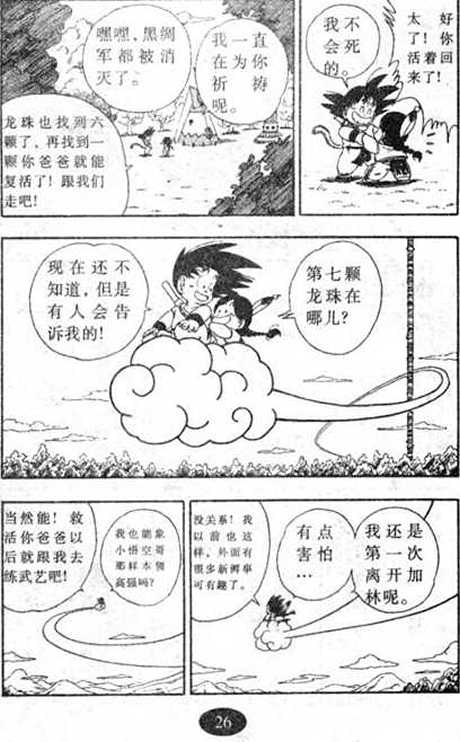 太好
了！你
活着回
来了！
我不
会死
的。
我一直
在为你
祈祷
呢。
嘿嘿，黑绸
军都被消
灭了。
龙珠也找到六
颗了，再找到一
颗你爸爸就能
复活了！跟我们
走吧！
第七颗
龙珠在
哪儿？
现在还不
知道，但是
有人会告
诉我的！
我还是
第一次
离开加
林呢。
有点
害怕
…
没关系！我
以前也这
样，外面有
很多新鲜事
可有趣了。
我也能象
小悟空哥
那样本领
高强吗？
当然能！救
活你爸爸以
后就跟我去
练武艺吧！
26